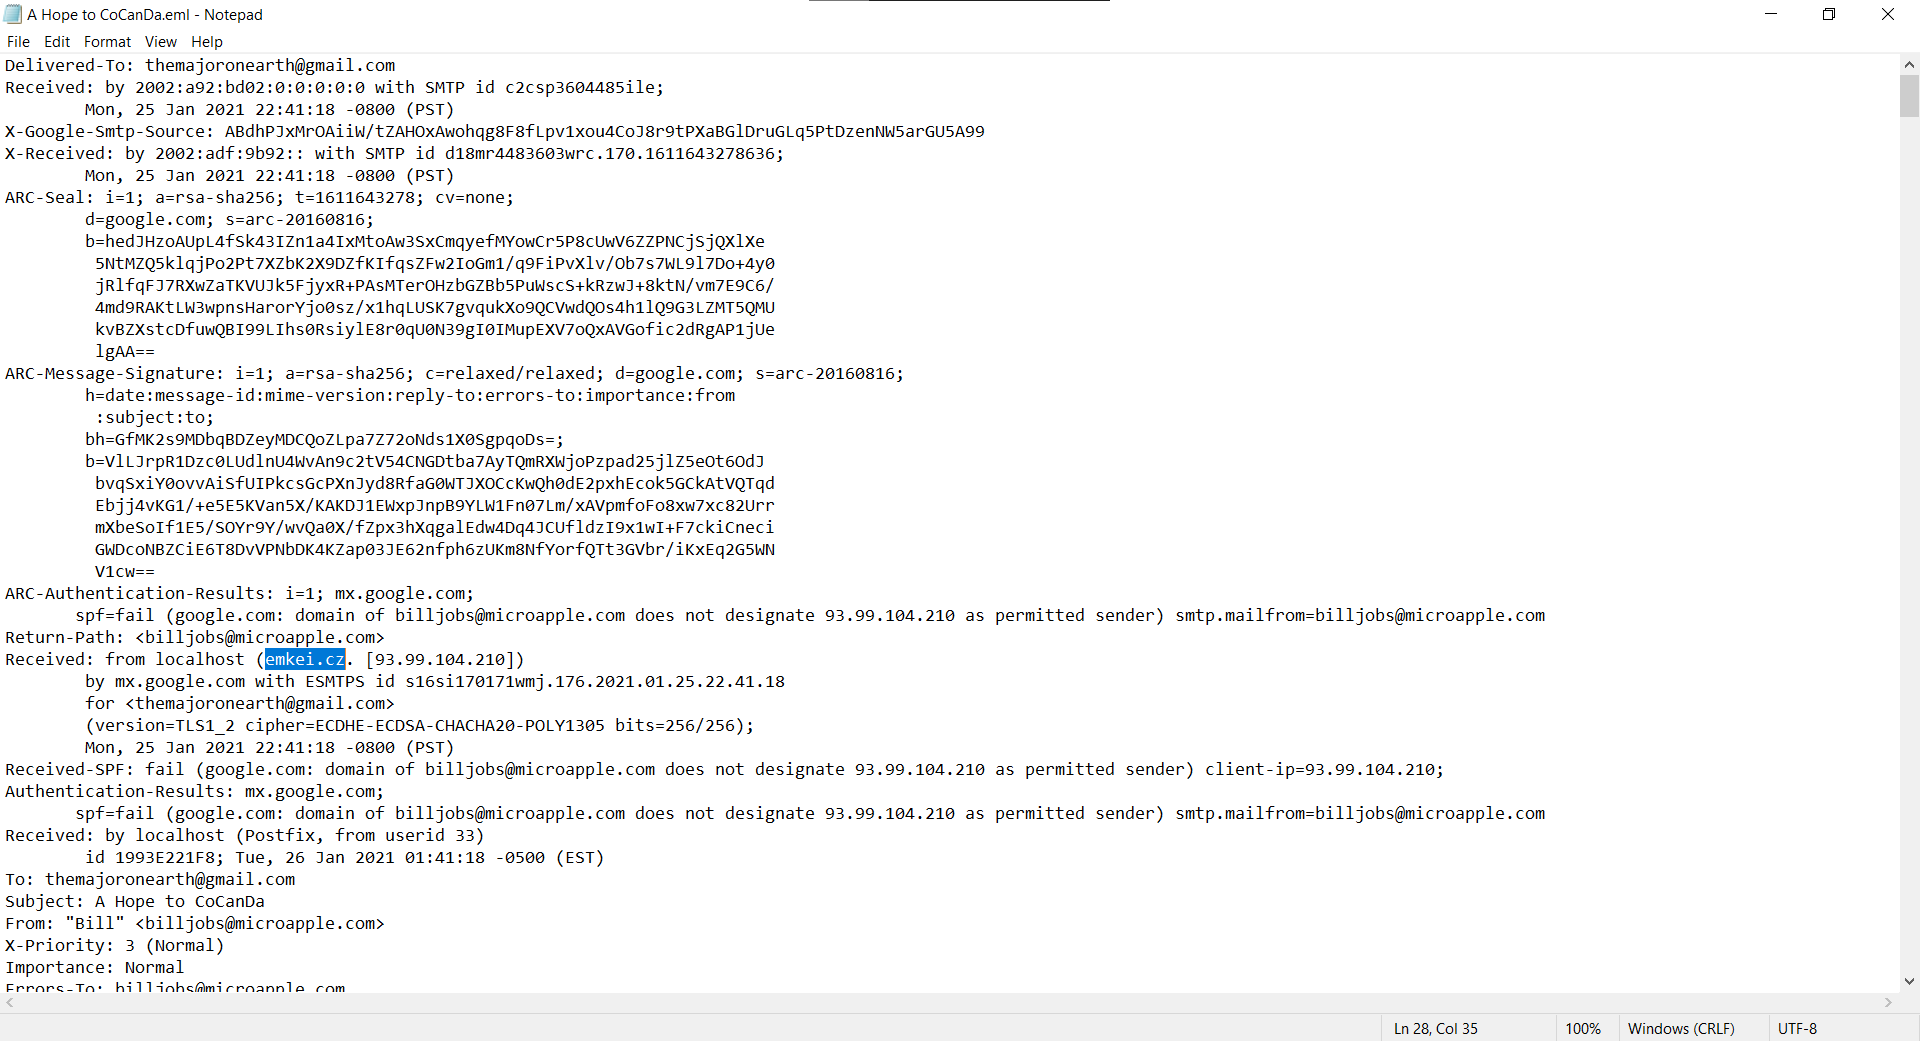 A Hope to CoCanDa.eml - Notepad
File Edit Format View Help
Delivered-To: themajoronearth@gmail.com
Received: by 2002:a92:bd02:0:0:0:0:0 with SMTP id c2csp3604485ile;
Mon, 25 Jan 2021 22:41:18 -0800 (PST)
X-Google-Smtp-Source: ABdhPJxMrOAiiW/tZAHOxAwohqg8F8fLpv1xou4CoJ8r9tPXaBGlDruGLq5PtDzenNW5arGU5A99
X-Received: by 2002:adf:9b92:: with SMTP id d18mr4483603wrc.170.1611643278636;
Mon, 25 Jan 2021 22:41:18 -0800 (PST)
ARC-Seal: i=1; a=rsa-sha256; t=1611643278; cv=none;
d=google.com; s=arc-20160816;
b=hedJHzoAUpL4fSk43IZn1a4IxMtoAw3SxCmqyefMYowCr5P8cUwV6ZZPNCjSjQXlXe
5NtMZQ5klqjPo2Pt7XZbK2X9DZfKIfqsZFw2IoGm1/q9FiPvXlv/Ob7s7WL9l7Do+4y0
jRlfqFJ7RXwZaTKVUJk5FjyxR+PAsMTerOHzbGZBb5PuWscS+kRzwJ+8ktN/vm7E9C6/
4md9RAKtLW3wpnsHarorYjo0sz/x1hqLUSK7gvqukXo9QCVwdQOs4h1lQ9G3LZMT5QMU
kvBZXstcDfuwQBI99LIhs0RsiylE8r0qU0N39gI0IMupEXV7oQxAVGofic2dRgAP1jUe
lgAA==
ARC-Message-Signature: i=1; a=rsa-sha256; c=relaxed/relaxed; d=google.com; s=arc-20160816;
h=date:message-id:mime-version:reply-to:errors-to:importance:from
:subject:to;
bh=GfMK2s9MDbqBDZeyMDCQoZLpa7Z72oNds1X0SgpqoDs=;
b=VlLJrpR1Dzc0LUdlnU4WvAn9c2tV54CNGDtba7AyTQmRXWjoPzpad25jlZ5eOt6OdJ
bvqSxiY0ovvAiSfUIPkcsGcPXnJyd8RfaG0WTJXOCcKwQh0dE2pxhEcok5GCkAtVQTqd
Ebjj4vKG1/+e5E5KVan5X/KAKDJ1EWxpJnpB9YLW1Fn07Lm/xAVpmfoFo8xw7xc82Urr
mXbeSoIf1E5/SOYr9Y/wvQa0X/fZpx3hXqgalEdw4Dq4JCUfldzI9x1wI+F7ckiCneci
GWDcoNBZCiE6T8DvVPNbDK4KZap03JE62nfph6zUKm8NfYorfQTt3GVbr/iKxEq2G5WN
V1cw==
ARC-Authentication-Results: i=1; mx.google.com;
spf=fail (google.com: domain of billjobs@microapple.com does not designate 93.99.104.210 as permitted sender) smtp.mailfrom=billjobs@microapple.com
Return-Path: <billjobs@microapple.com>
Received: from localhost (emkei.cz. [93.99.104.210])
by mx.google.com with ESMTPS id s16si170171wmj.176.2021.01.25.22.41.18
for <themajoronearth@gmail.com>
(version=TLS1_2 cipher=ECDHE-ECDSA-CHACHA20-POLY1305 bits=256/256);
Mon, 25 Jan 2021 22:41:18 -0800 (PST)
Received-SPF: fail (google.com: domain of billjobs@microapple.com does not designate 93.99.104.210 as permitted sender) client-ip=93.99.104.210;
Authentication-Results: mx.google.com;
spf=fail (google.com: domain of billjobs@microapple.com does not designate 93.99.104.210 as permitted sender) smtp.mailfrom=billjobs@microapple.com
Received: by localhost (Postfix, from userid 33)
id 1993E221F8; Tue, 26 Jan 2021 01:41:18 -0500 (EST)
To: themajoronearth@gmail.com
Subject: A Hope to CoCanDa
From: "Bill" <billjobs@microapple.com>
X-Priority: 3 (Normal)
Importance: Normal
Errors-To: billjobs@microapple.com
Ln 28, Col 35 100% Windows (CRLF) UTF-8